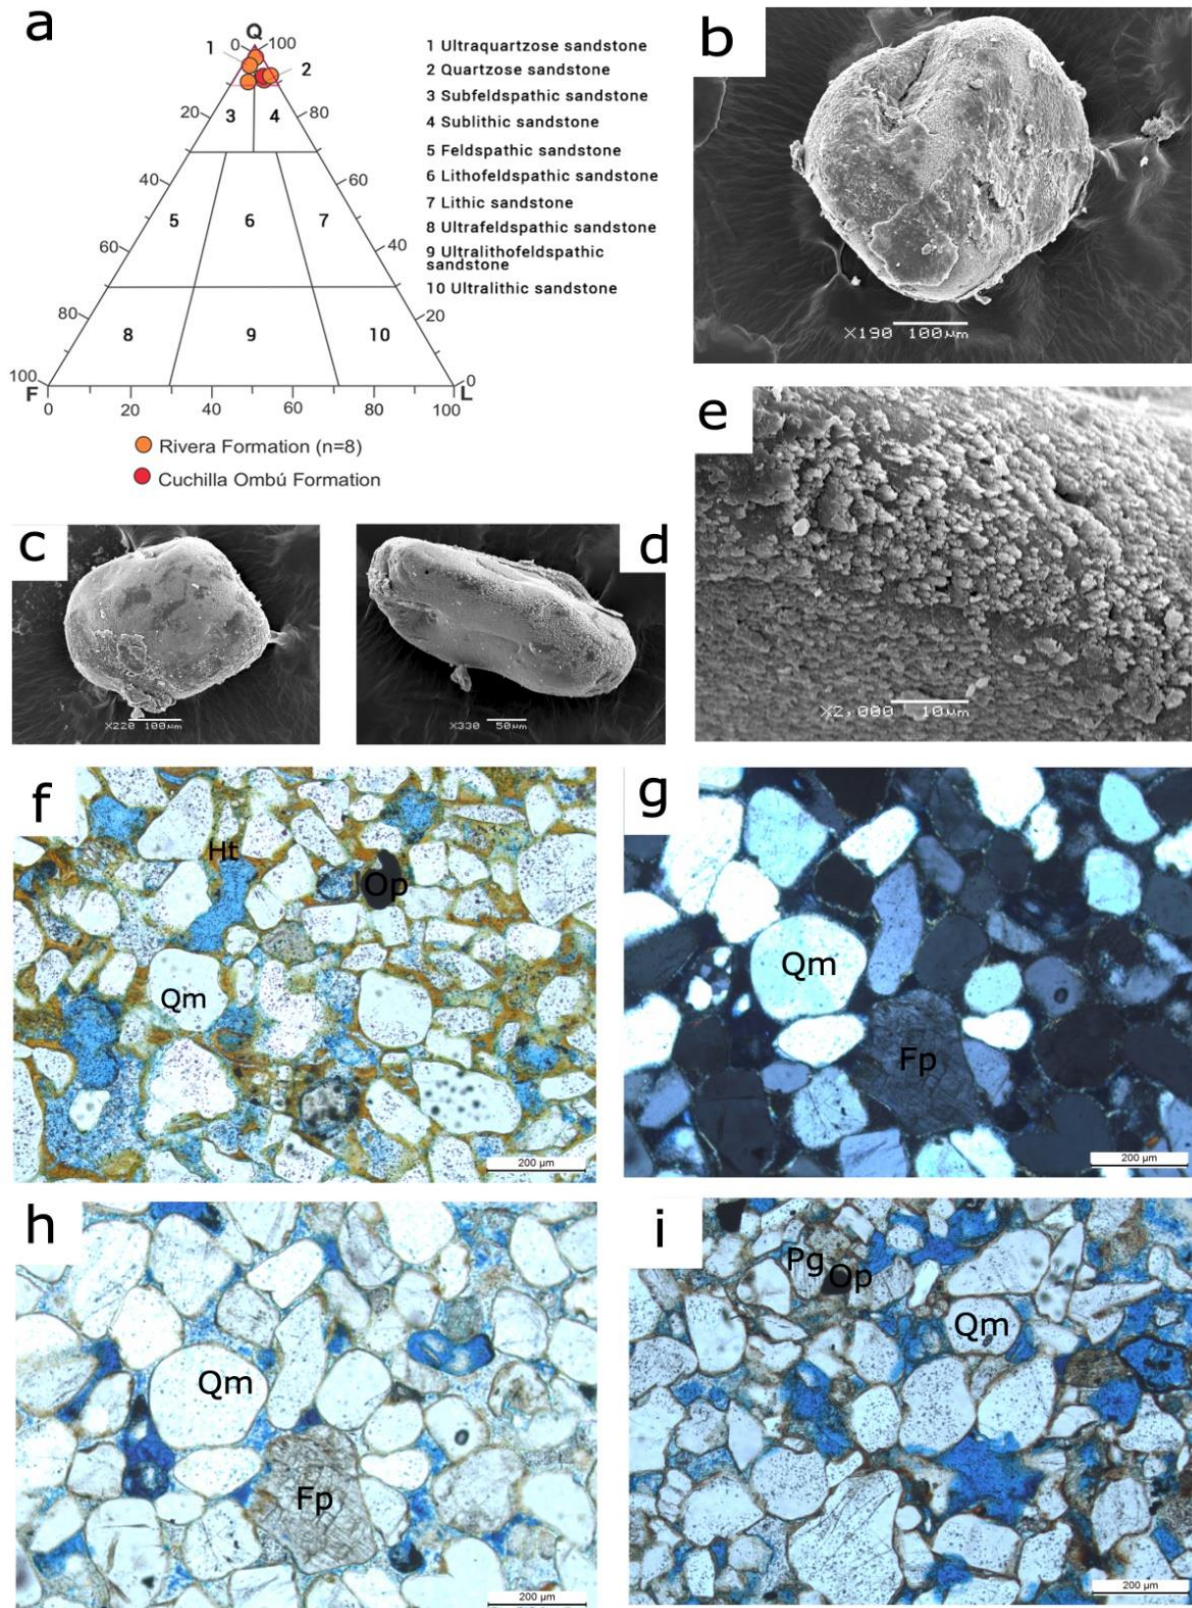 a
Q
1
0
100
2
20
3
4
80
40
60
5
6
7
60
40
80
20
8
9
10
100
0
F
L
0
20
40
60
80
100
1 Ultraquartzose sandstone
2 Quartzose sandstone
3 Subfeldspathic sandstone
4 Sublithic sandstone
5 Feldspathic sandstone
6 Lithofeldspathic sandstone
7 Lithic sandstone
8 Ultrafeldspathic sandstone
9 Ultralithofeldspathic
sandstone
10 Ultralithic sandstone
Rivera Formation (n=8)
Cuchilla Ombú Formation
b
X190 100µm
e
X2,000 10µm
c
X220 100µm
d
X330 50µm
f
Ht
Op
Qm
200 µm
g
Qm
Fp
200 µm
h
Qm
Fp
200 µm
i
Pg
Op
Qm
200 µm